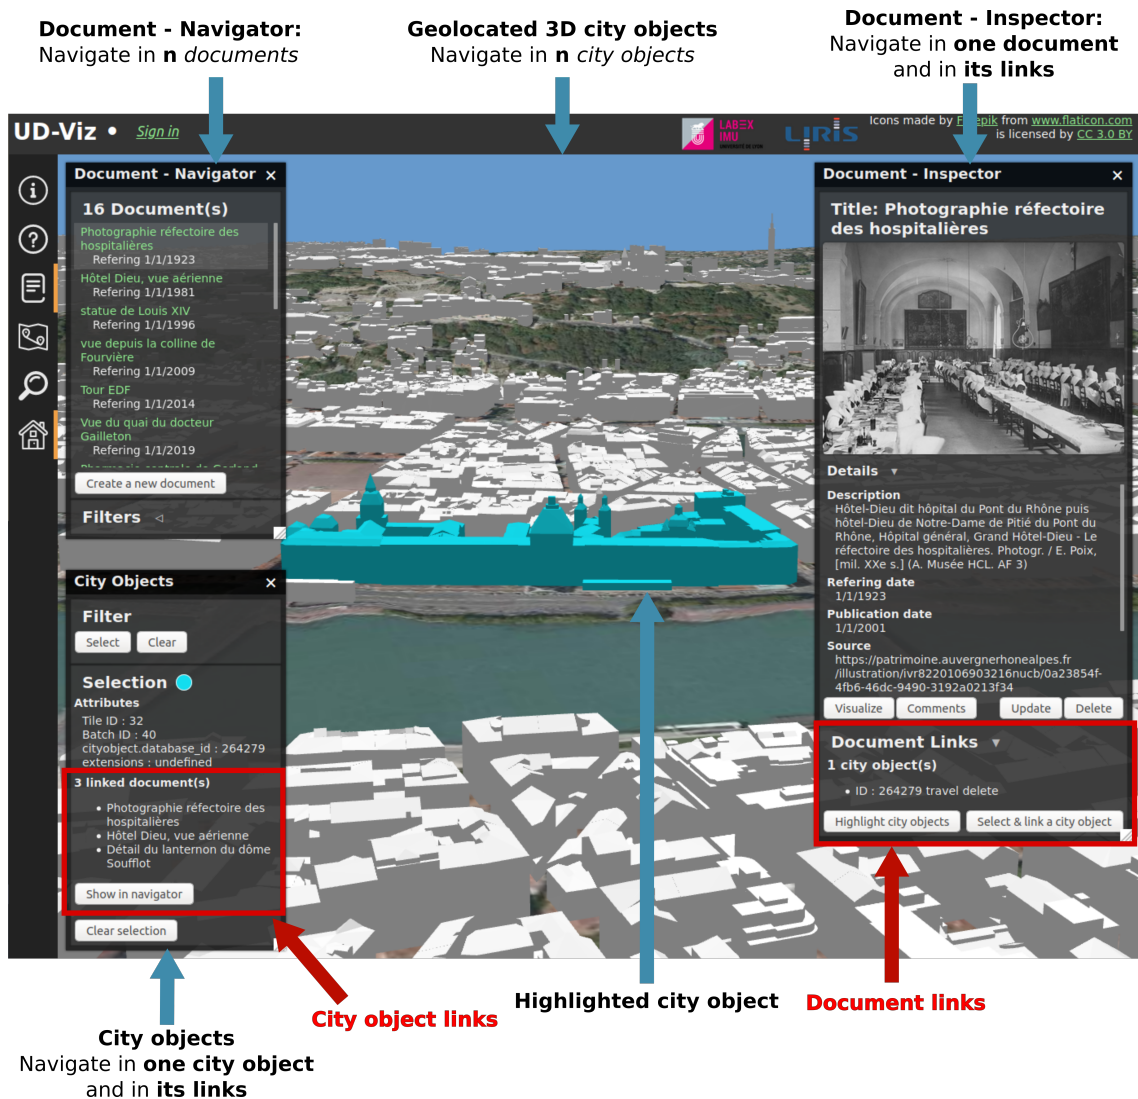 Document - Navigator:
Navigate in n documents
Geolocated 3D city objects
Navigate in n city objects
Document - Inspector:
Navigate in one document
and in its links
UD-Viz •
Sign in
LABEX
IMU
UNIVERSITÉ DE LYON
LIRIS
Icons made by Freepik from www.flaticon.com
is licensed by CC 3.0 BY
Document - Navigator
16 Document(s)
Photographie réfectoire des
hospitalières
Refering 1/1/1923
Hôtel Dieu, vue aérienne
Refering 1/1/1981
statue de Louis XIV
Refering 1/1/1996
vue depuis la colline de
Fourvière
Refering 1/1/2009
Tour EDF
Refering 1/1/2014
Vue du quai du docteur
Gailleton
Refering 1/1/2019
Pharmacie centrale de Gerland
Create a new document
Filters
City Objects
Filter
Select
Clear
Selection
Attributes
Tile ID : 32
Batch ID : 40
cityobject.database_id : 264279
extensions : undefined
3 linked document(s)
• Photographie réfectoire des
hospitalières
• Hôtel Dieu, vue aérienne
• Détail du lanternon du dôme
Soufflot
Show in navigator
Clear selection
Document - Inspector
Title: Photographie réfectoire
des hospitalières
Details
Description
Hôtel-Dieu dit hôpital du Pont du Rhône puis
hôtel-Dieu de Notre-Dame de Pitié du Pont du
Rhône, Hôpital général, Grand Hôtel-Dieu - Le
réfectoire des hospitalières. Photogr. / E. Poix,
[mil. XXe s.] (A. Musée HCL. AF 3)
Refering date
1/1/1923
Publication date
1/1/2001
Source
https://patrimoine.auvergnerhonealpes.fr
/illustration/ivr8220106903216nucb/0a23854f-
4fb6-46dc-9490-3192a0213f34
Visualize
Comments
Update
Delete
Document Links
1 city object(s)
• ID : 264279 travel delete
Highlight city objects
Select & link a city object
City object links
Highlighted city object
Document links
City objects
Navigate in one city object
and in its links